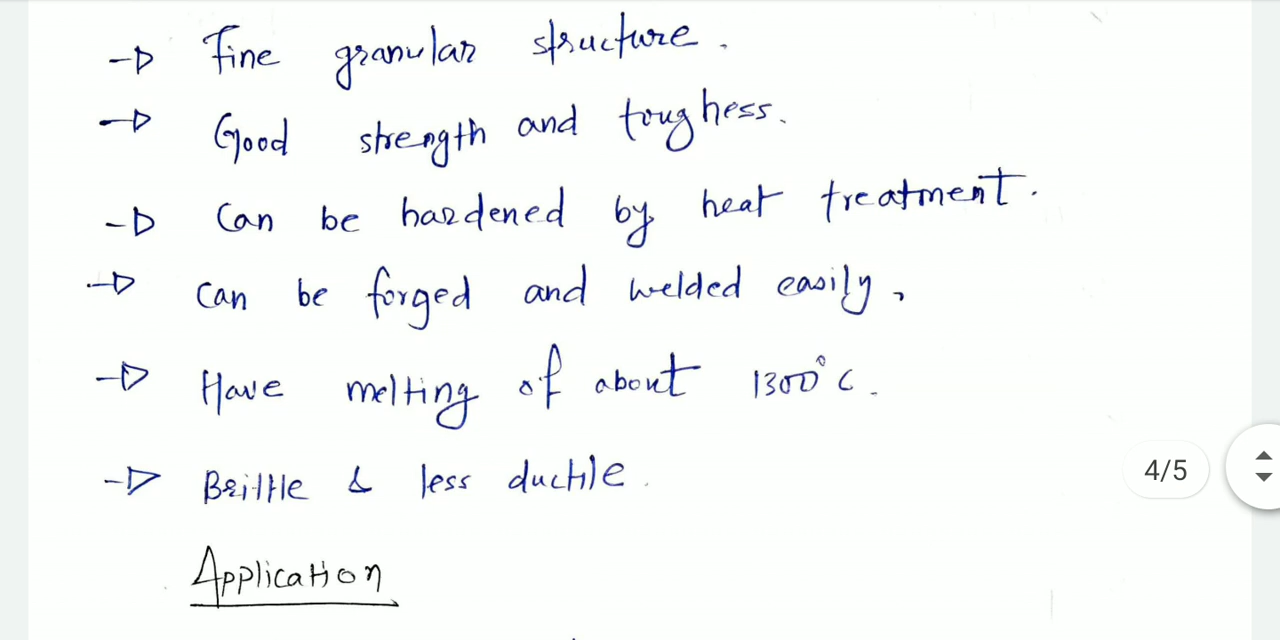 → Fine granular structure.
→ Good strength and toughess.
→ Can be hardened by heat treatment.
→ can be forged and welded easily,
→ Have melting of about 1300°C.
→ Brittle & less ductile.
4/5
Application